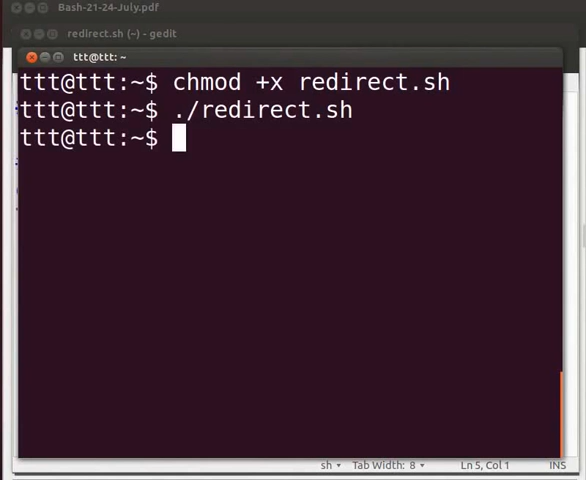 Bash-21-24-July.pdf
redirect.sh (~) - gedit
ttt@ttt: ~
ttt@ttt:~$ chmod +x redirect.sh
ttt@ttt:~$ ./redirect.sh
ttt@ttt:~$
sh Tab Width: 8 Ln 5, Col 1 INS